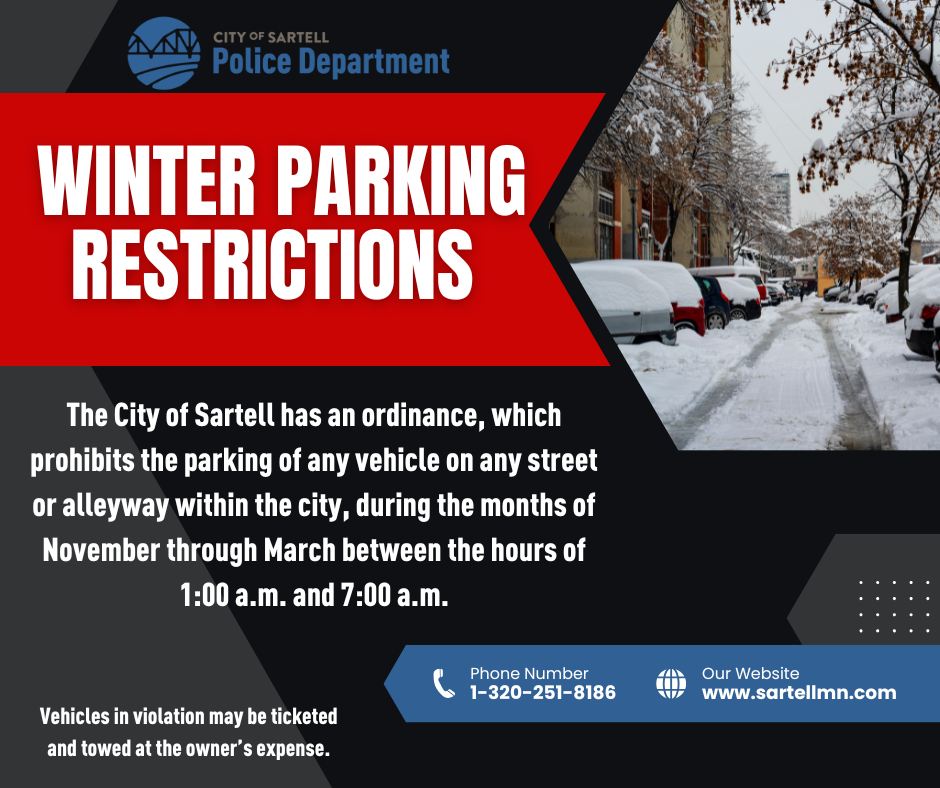 CITY OF SARTELL
Police Department
WINTER PARKING
RESTRICTIONS
The City of Sartell has an ordinance, which
prohibits the parking of any vehicle on any street
or alleyway within the city, during the months of
November through March between the hours of
1:00 a.m. and 7:00 a.m.
Phone Number
1-320-251-8186
Our Website
www.sartellmn.com
Vehicles in violation may be ticketed
and towed at the owner's expense.